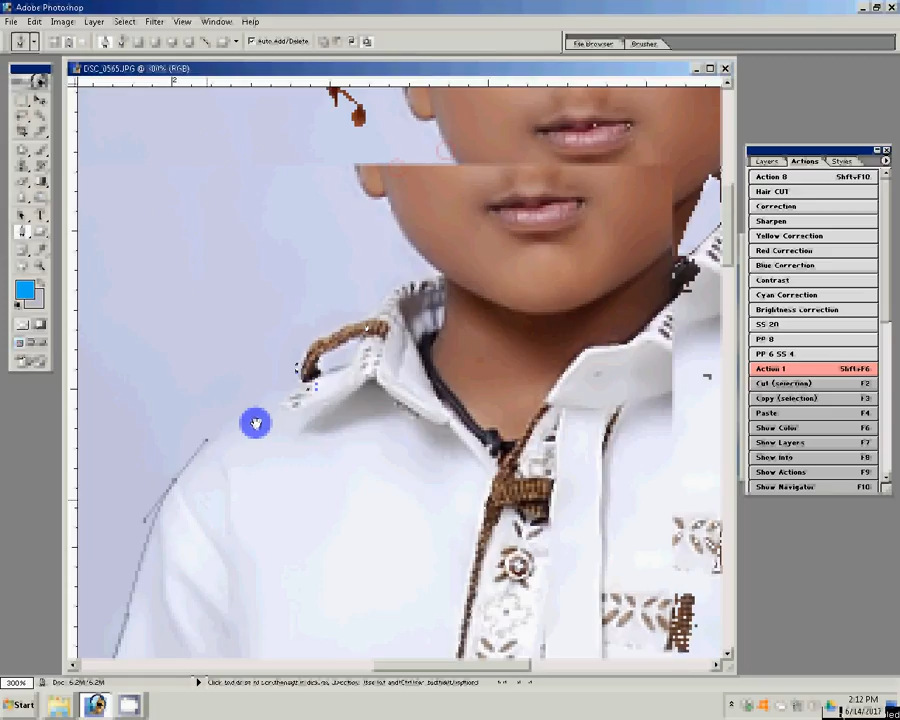 Adobe Photoshop
File Edit Image Layer Select Filter View Window Help
Auto Add/Delete
File Browser Brushes
DSC_0565.JPG @ 300% (RGB)
2
Layers Actions Styles
Action 8 Shft+F10
Hair CUT
Correction
Sharpen
Yellow Correction
Red Correction
Blue Correction
Contrast
Cyan Correction
Brightness correction
SS 20
PP 8
PP 6 SS 4
Action 1 Shft+F6
Cut (selection) F2
Copy (selection) F3
Paste F4
Show Color F6
Show Layers F7
Show Info F8
Show Actions F9
Show Navigator F10
300% Doc: 6.2M/6.2M
Start
2:12 PM
6/14/2017